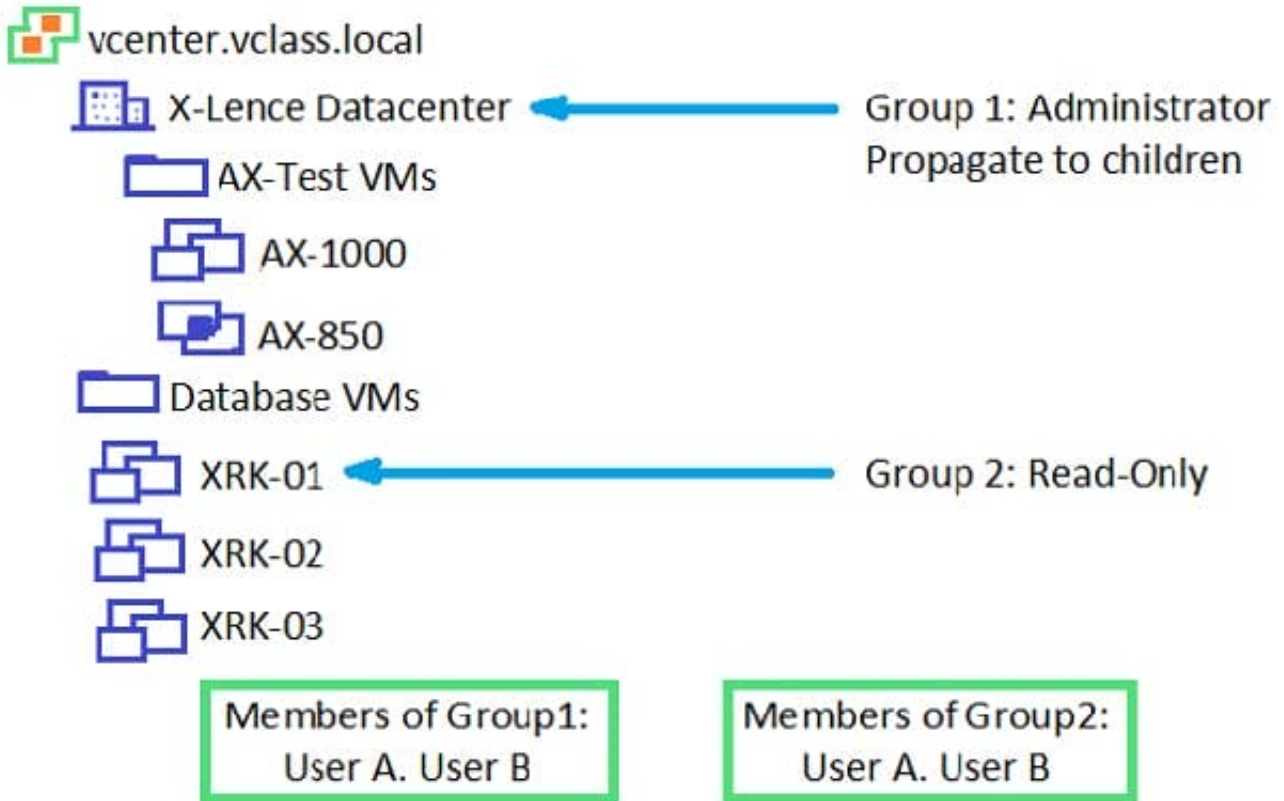 vcenter.vclass.local
X-Lence Datacenter
Group 1: Administrator
Propagate to children
AX-Test VMs
AX-1000
AX-850
Database VMs
XRK-01
Group 2: Read-Only
XRK-02
XRK-03
Members of Group1:
User A. User B
Members of Group2:
User A. User B